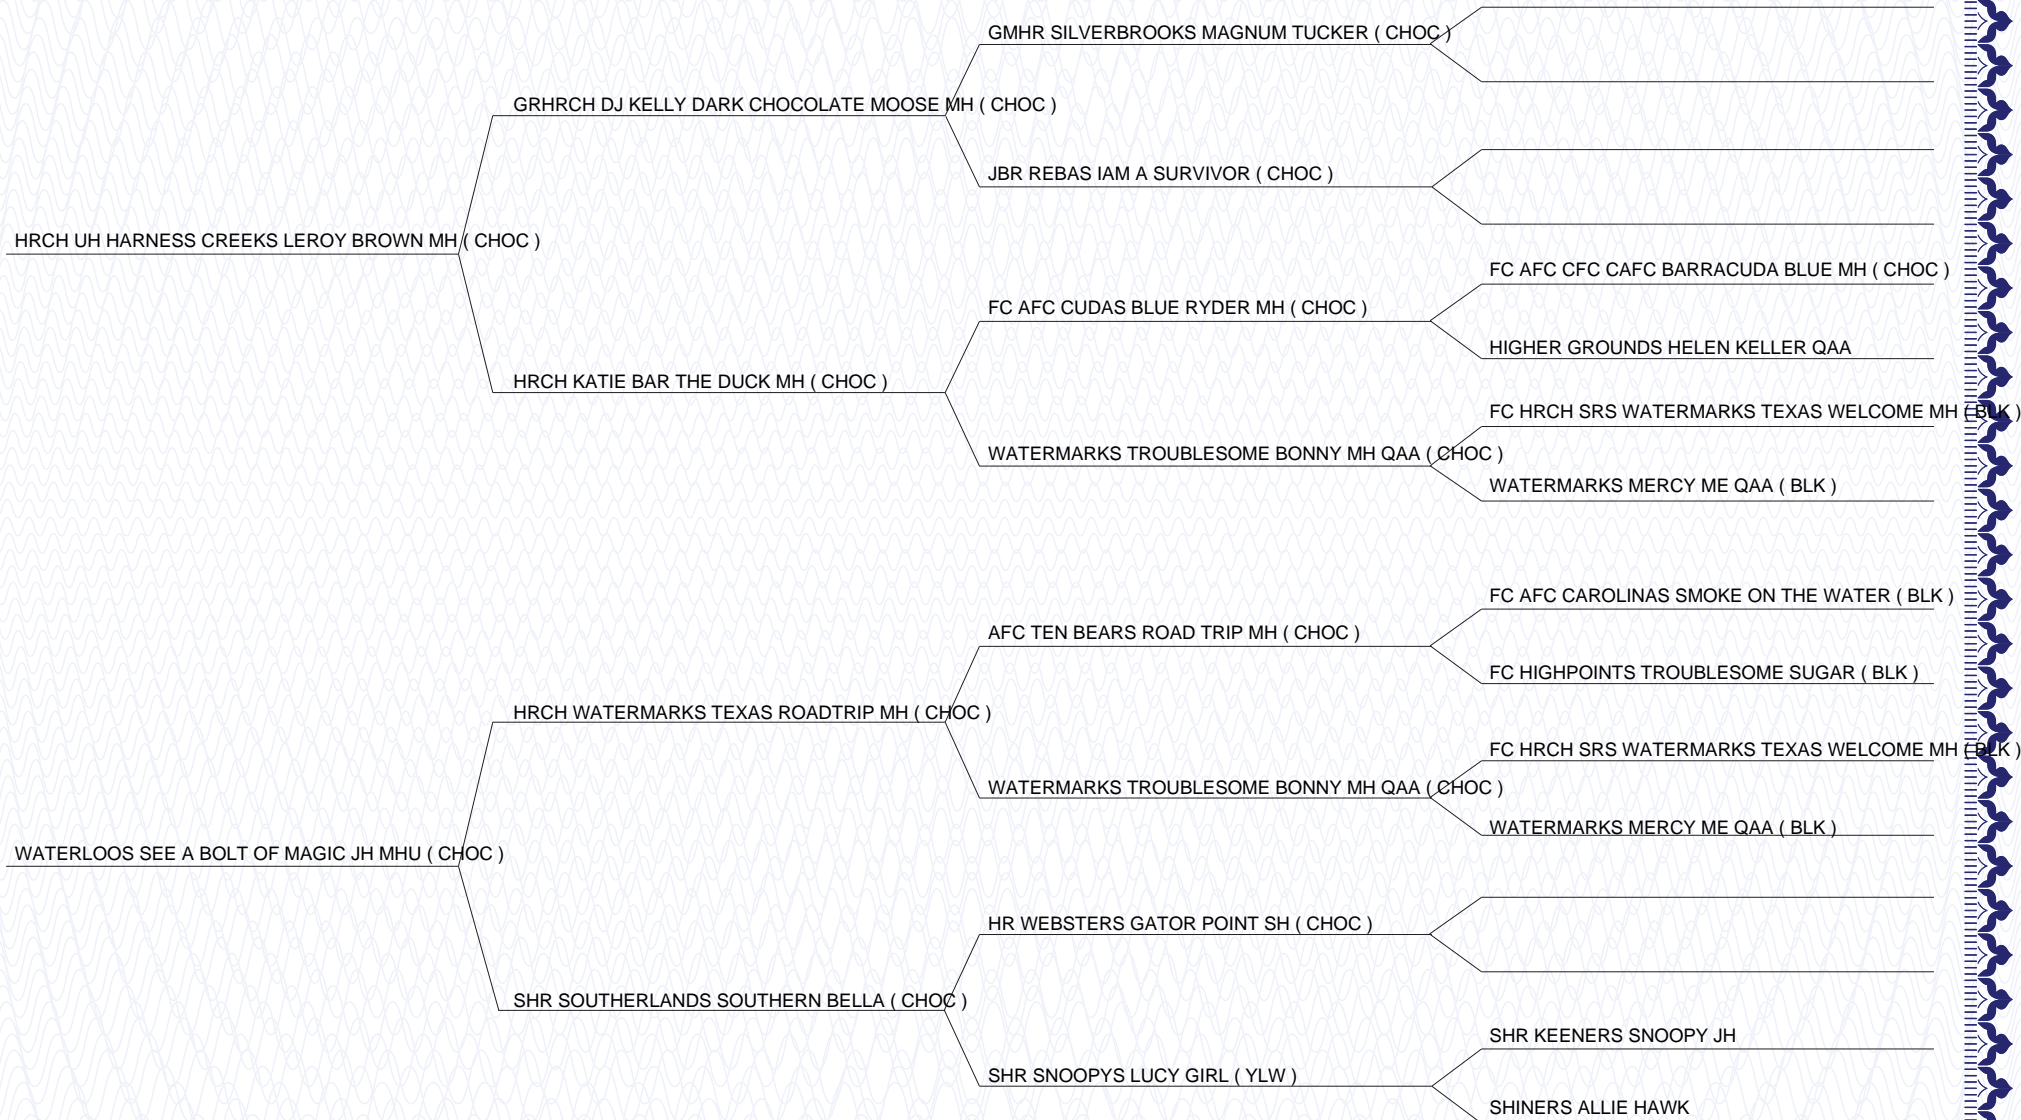 GMHR SILVERBROOKS MAGNUM TUCKER ( CHOC )
GRHRCH DJ KELLY DARK CHOCOLATE MOOSE MH ( CHOC )
JBR REBAS IAM A SURVIVOR ( CHOC )
HRCH UH HARNESS CREEKS LEROY BROWN MH ( CHOC )
FC AFC CFC CAFC BARRACUDA BLUE MH ( CHOC )
FC AFC CUDAS BLUE RYDER MH ( CHOC )
HIGHER GROUNDS HELEN KELLER QAA
HRCH KATIE BAR THE DUCK MH ( CHOC )
FC HRCH SRS WATERMARKS TEXAS WELCOME MH ( BLK )
WATERMARKS TROUBLESOME BONNY MH QAA ( CHOC )
WATERMARKS MERCY ME QAA ( BLK )
FC AFC CAROLINAS SMOKE ON THE WATER ( BLK )
AFC TEN BEARS ROAD TRIP MH ( CHOC )
FC HIGHPOINTS TROUBLESOME SUGAR ( BLK )
HRCH WATERMARKS TEXAS ROADTRIP MH ( CHOC )
FC HRCH SRS WATERMARKS TEXAS WELCOME MH ( BLK )
WATERMARKS TROUBLESOME BONNY MH QAA ( CHOC )
WATERMARKS MERCY ME QAA ( BLK )
WATERLOOS SEE A BOLT OF MAGIC JH MHU ( CHOC )
HR WEBSTERS GATOR POINT SH ( CHOC )
SHR SOUTHERLANDS SOUTHERN BELLA ( CHOC )
SHR KEENERS SNOOPY JH
SHR SNOOPYS LUCY GIRL ( YLW )
SHINERS ALLIE HAWK